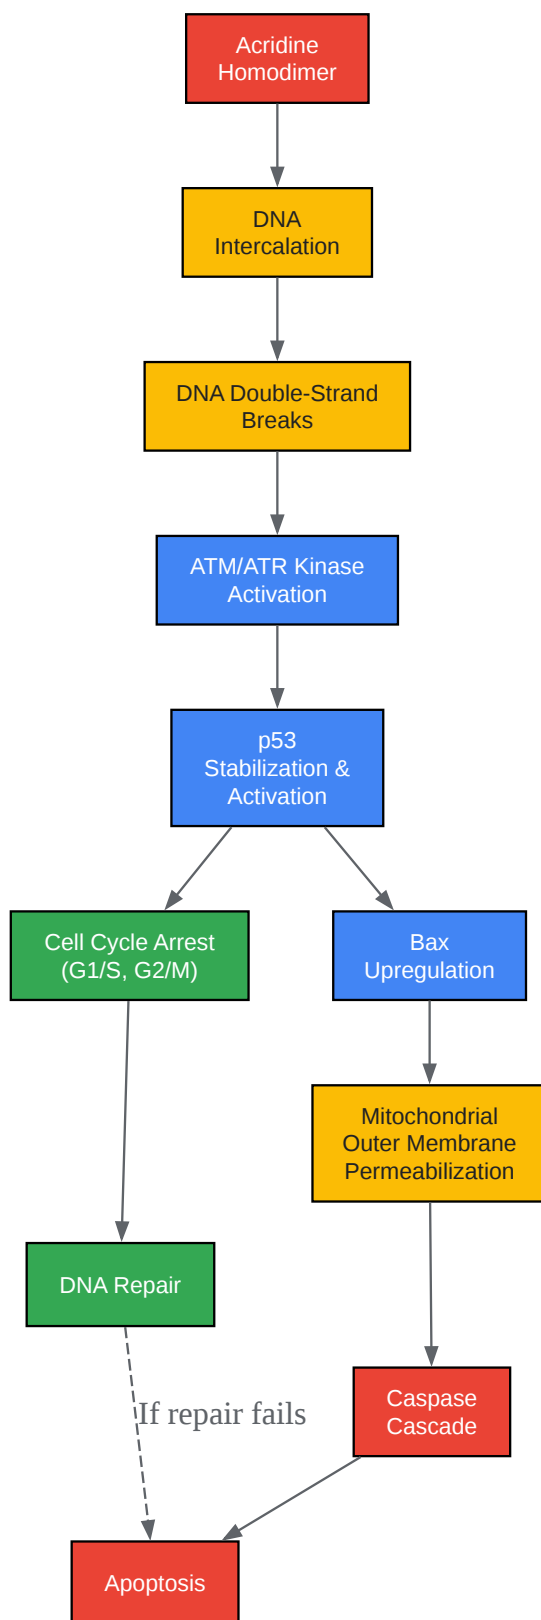 Acridine
Homodimer
DNA
Intercalation
DNA Double-Strand
Breaks
ATM/ATR Kinase
Activation
p53
Stabilization &
Activation
Cell Cycle Arrest
(G1/S, G2/M)
Bax
Upregulation
Mitochondrial
Outer Membrane
Permeabilization
DNA Repair
If repair fails
Caspase
Cascade
Apoptosis